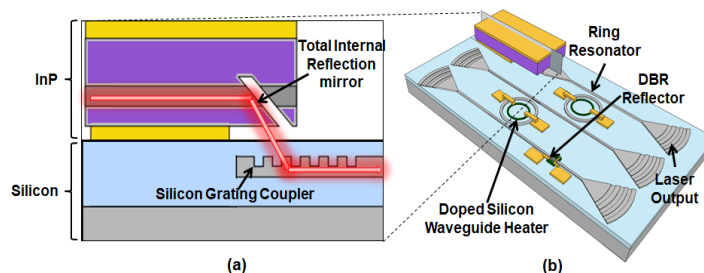 InP
Silicon
Total Internal
Reflection
mirror
Silicon Grating Coupler
(a)
Ring
Resonator
DBR
Reflector
Laser
Output
Doped Silicon
Waveguide Heater
(b)